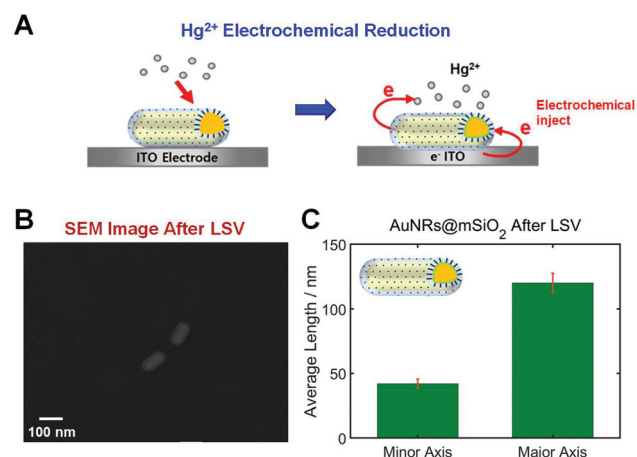 A
Hg²⁺ Electrochemical Reduction
Hg²⁺
e
e
Electrochemical
inject
ITO Electrode
e⁻ ITO
B
SEM Image After LSV
100 nm
C
AuNRs@mSiO₂ After LSV
Average Length / nm
150
100
50
0
Minor Axis
Major Axis